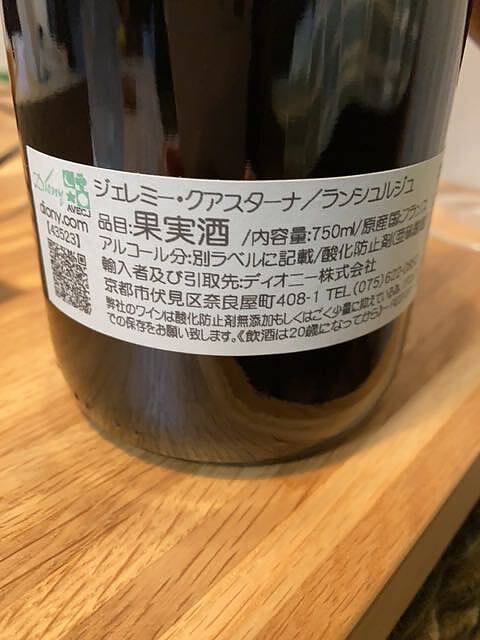 Diony
AVECJ
diony.com
[43523]
ジェレミー・クアスターナ/ランシュルジュ
品目:果実酒 /内容量:750ml/原産国:フランス
アルコール分:別ラベルに記載/酸化防止剤
輸入者及び引取先:ディオニー株式会社
京都市伏見区奈良屋町408-1 TEL(075)622-085
弊社のワインは酸化防止剤無添加もしくはごく少量に抑えている為、
での保存をお願い致します。《飲酒は20歳になってから》